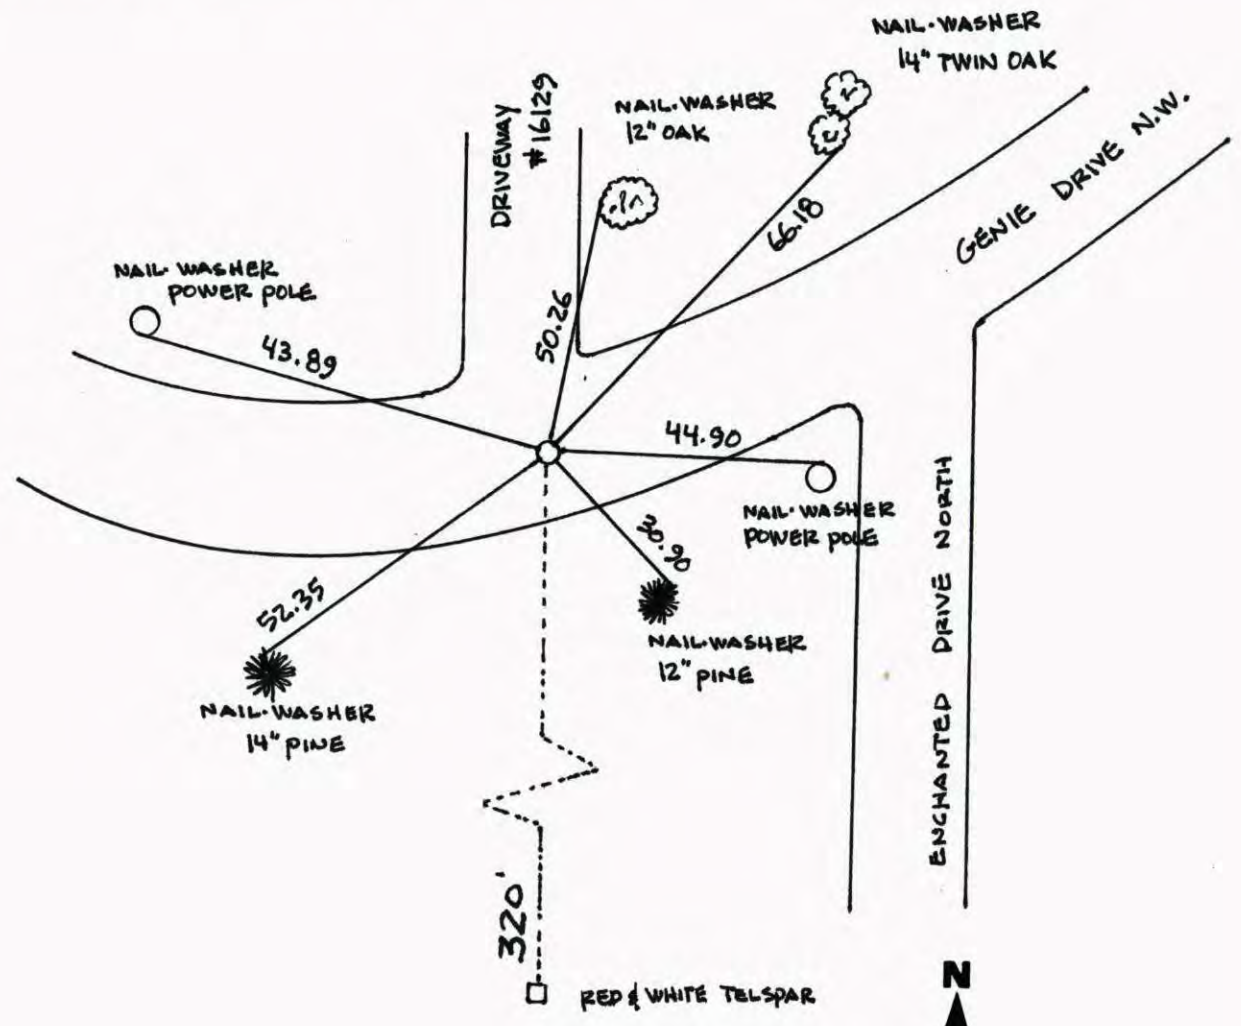 NAIL·WASHER
14" TWIN OAK
NAIL·WASHER
12" OAK
DRIVEWAY
#16129
GENIE DRIVE N.W.
NAIL·WASHER
POWER POLE
43.89
50.26
66.18
44.90
NAIL·WASHER
POWER POLE
30.90
52.35
NAIL·WASHER
12" PINE
NAIL·WASHER
14" PINE
ENCHANTED DRIVE NORTH
320'
RED & WHITE TELSPAR
N